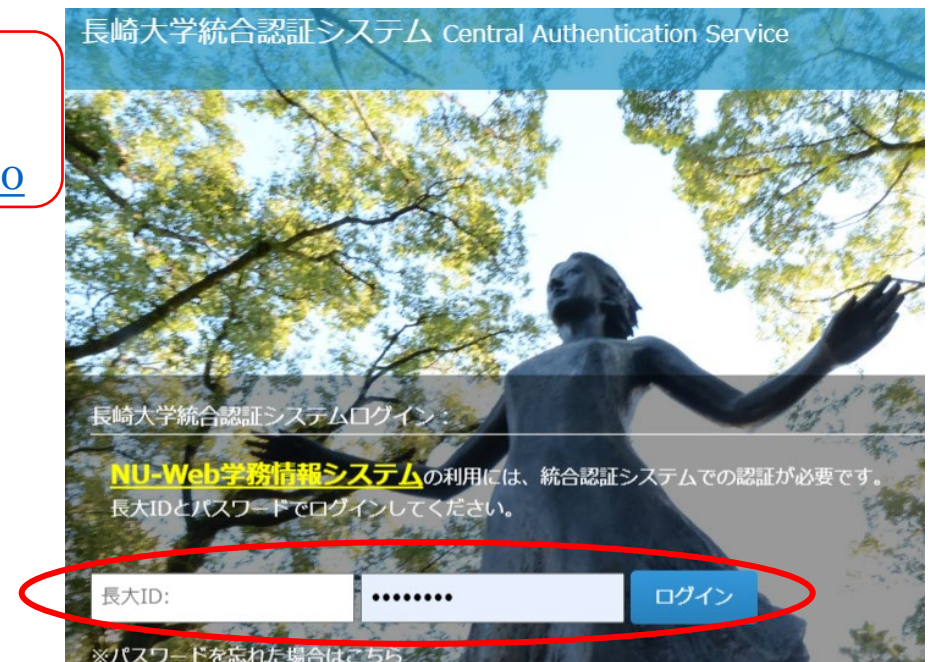 長崎大学統合認証システム Central Authentication Service
o
長崎大学統合認証システムログイン:
NU-Web学務情報システムの利用には、統合認証システムでの認証が必要です。
長大IDとパスワードでログインしてください。
長大ID: •••••••• ログイン
※パスワードを忘れた場合はこちら